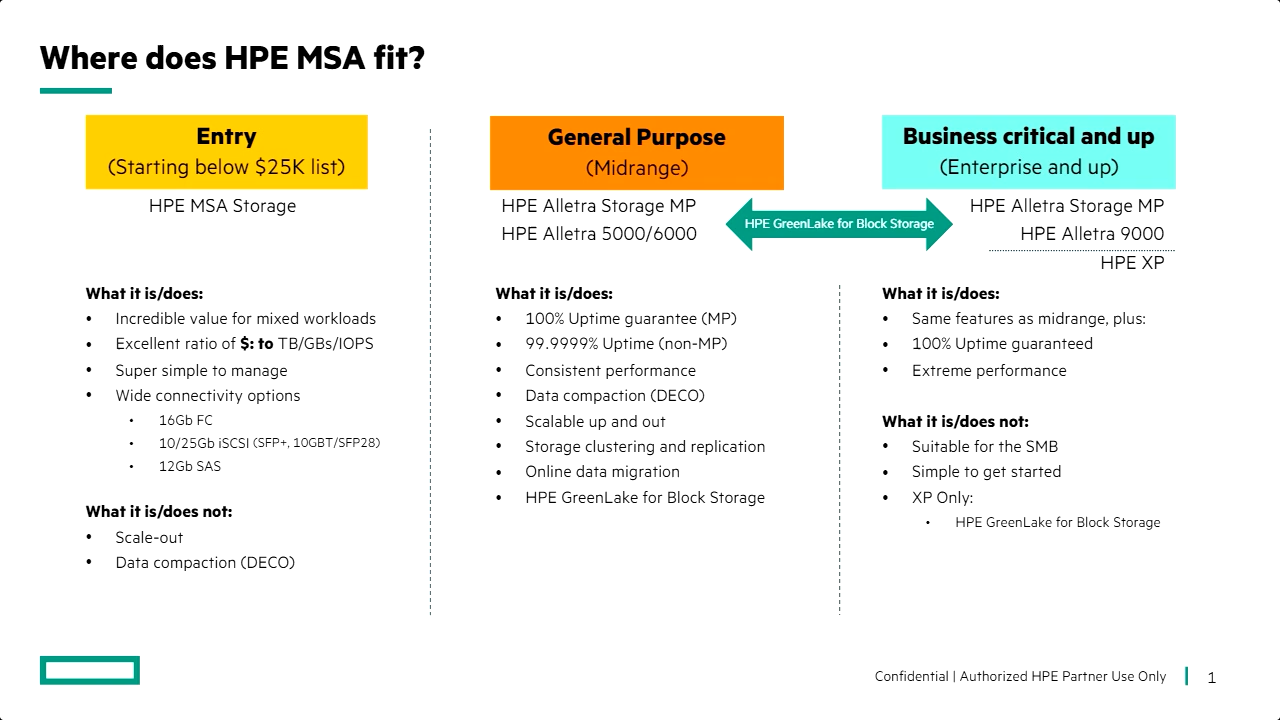 Where does HPE MSA fit?
Entry
(Starting below $25K list)
HPE MSA Storage
What it is/does:
• Incredible value for mixed workloads
• Excellent ratio of $: to TB/GBs/IOPS
• Super simple to manage
• Wide connectivity options
• 16Gb FC
• 10/25Gb iSCSI (SFP+, 10GBT/SFP28)
• 12Gb SAS
What it is/does not:
• Scale-out
• Data compaction (DECO)
General Purpose
(Midrange)
HPE Alletra Storage MP
HPE Alletra 5000/6000
HPE GreenLake for Block Storage
What it is/does:
• 100% Uptime guarantee (MP)
• 99.9999% Uptime (non-MP)
• Consistent performance
• Data compaction (DECO)
• Scalable up and out
• Storage clustering and replication
• Online data migration
• HPE GreenLake for Block Storage
Business critical and up
(Enterprise and up)
HPE Alletra Storage MP
HPE Alletra 9000
HPE XP
What it is/does:
• Same features as midrange, plus:
• 100% Uptime guaranteed
• Extreme performance
What it is/does not:
• Suitable for the SMB
• Simple to get started
• XP Only:
• HPE GreenLake for Block Storage
Confidential | Authorized HPE Partner Use Only
1